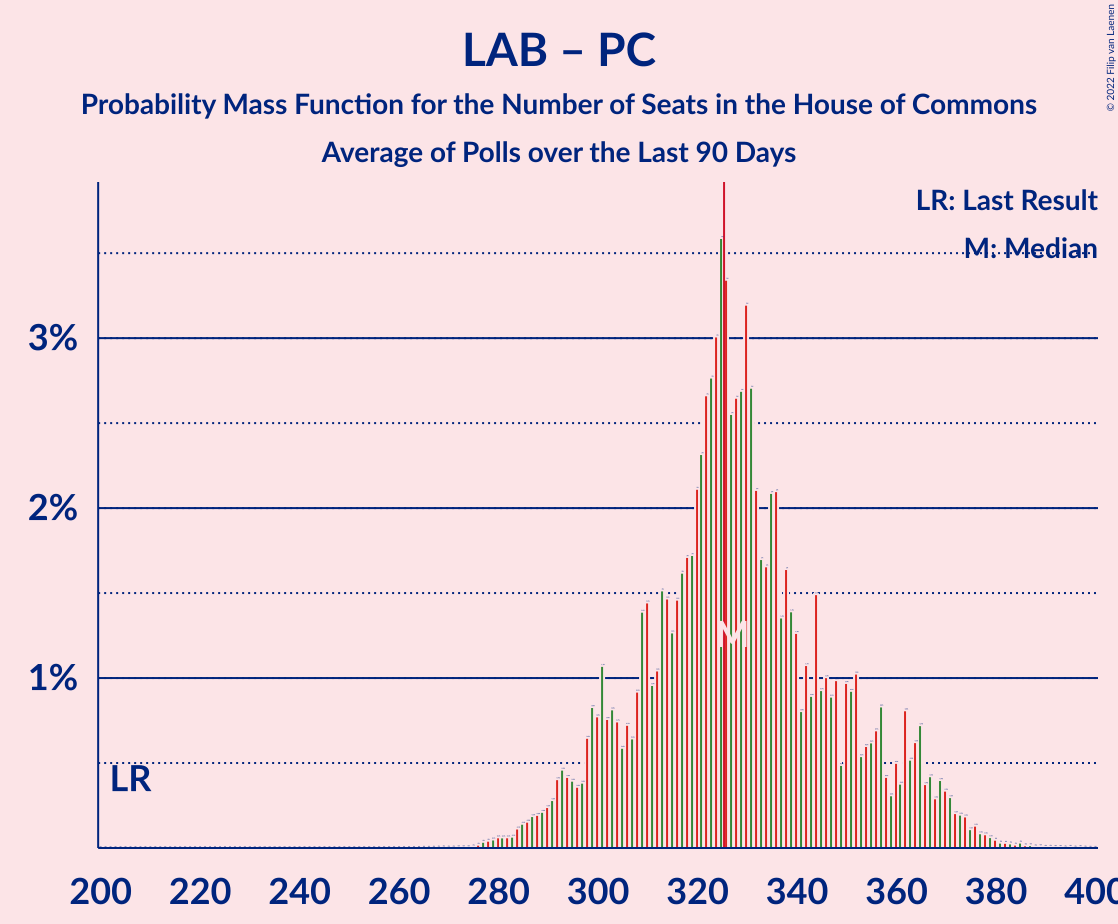 LAB – PC
Probability Mass Function for the Number of Seats in the House of Commons
Average of Polls over the Last 90 Days
© 2022 Filip van Laenen
LR: Last Result
M: Median
3%
2%
1%
LR
M
200 220 240 260 280 300 320 340 360 380 400